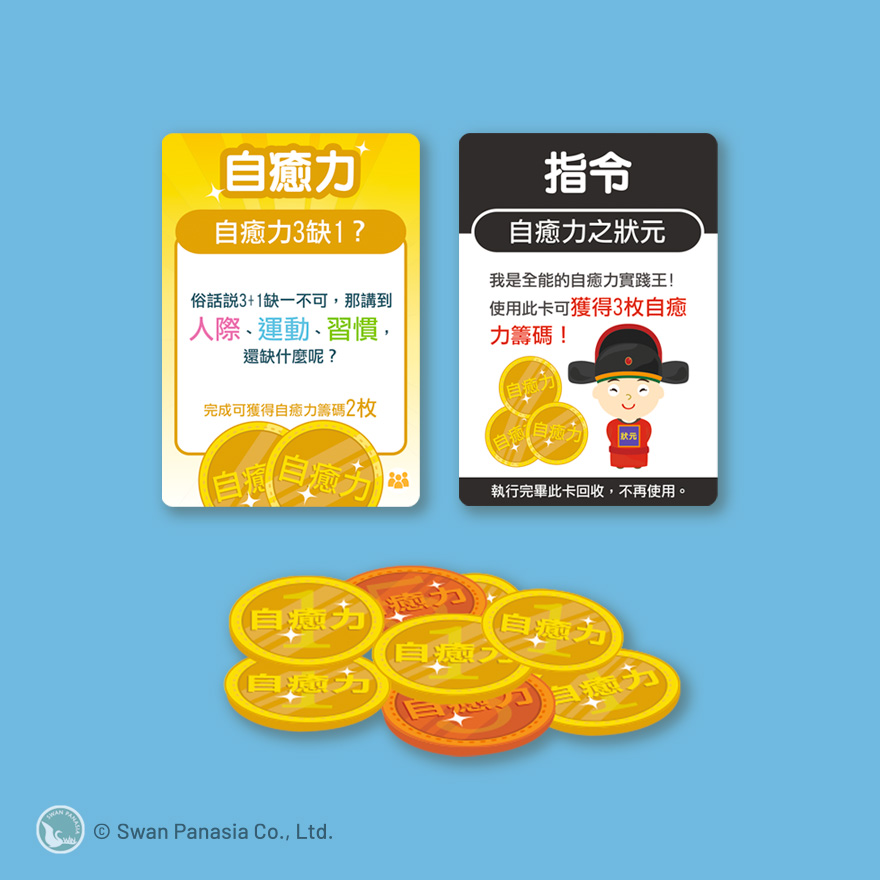 自癒力
自癒力3缺1？
俗話說3+1缺一不可，那講到
人際、運動、習慣，
還缺什麼呢？
完成可獲得自癒力籌碼2枚
自癒力
自癒力
指令
自癒力之狀元
我是全能的自癒力實踐王!
使用此卡可獲得3枚自癒
力籌碼！
自癒力
自癒
自癒力
狀元
執行完畢此卡回收，不再使用。
1
自癒力
癒力
自癒力
自癒力
自癒力
自癒力
自癒力
SWAN PANASIA
© Swan Panasia Co., Ltd.